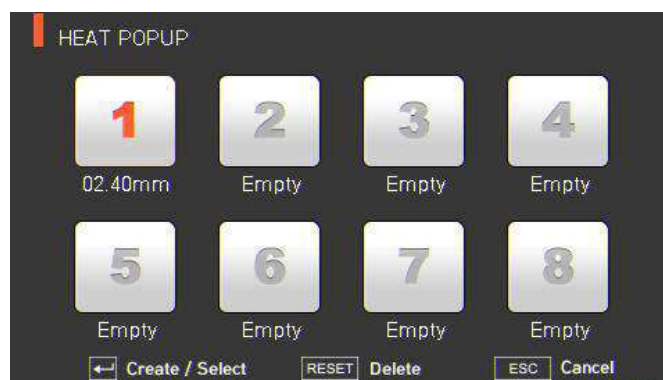 HEAT POPUP
1 2 3 4
02.40mm Empty Empty Empty
5 6 7 8
Empty Empty Empty Empty
Create / Select RESET Delete ESC Cancel